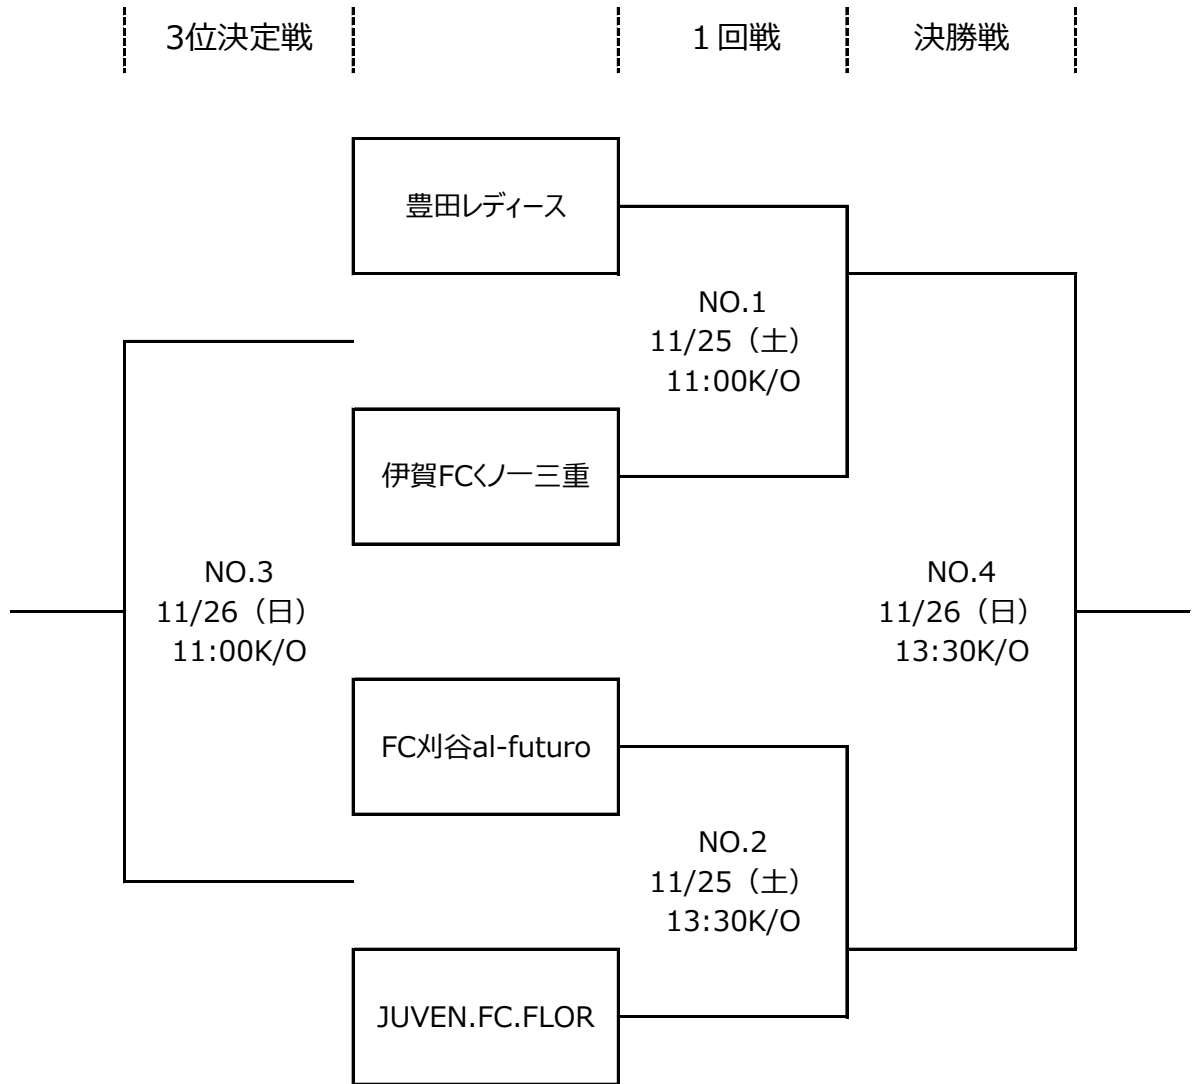 3位決定戦
１回戦
決勝戦
豊田レディース
NO.1
11/25（土）
11:00K/O
伊賀FCくノ一三重
NO.3
11/26（日）
11:00K/O
NO.4
11/26（日）
13:30K/O
FC刈谷al-futuro
NO.2
11/25（土）
13:30K/O
JUVEN.FC.FLOR